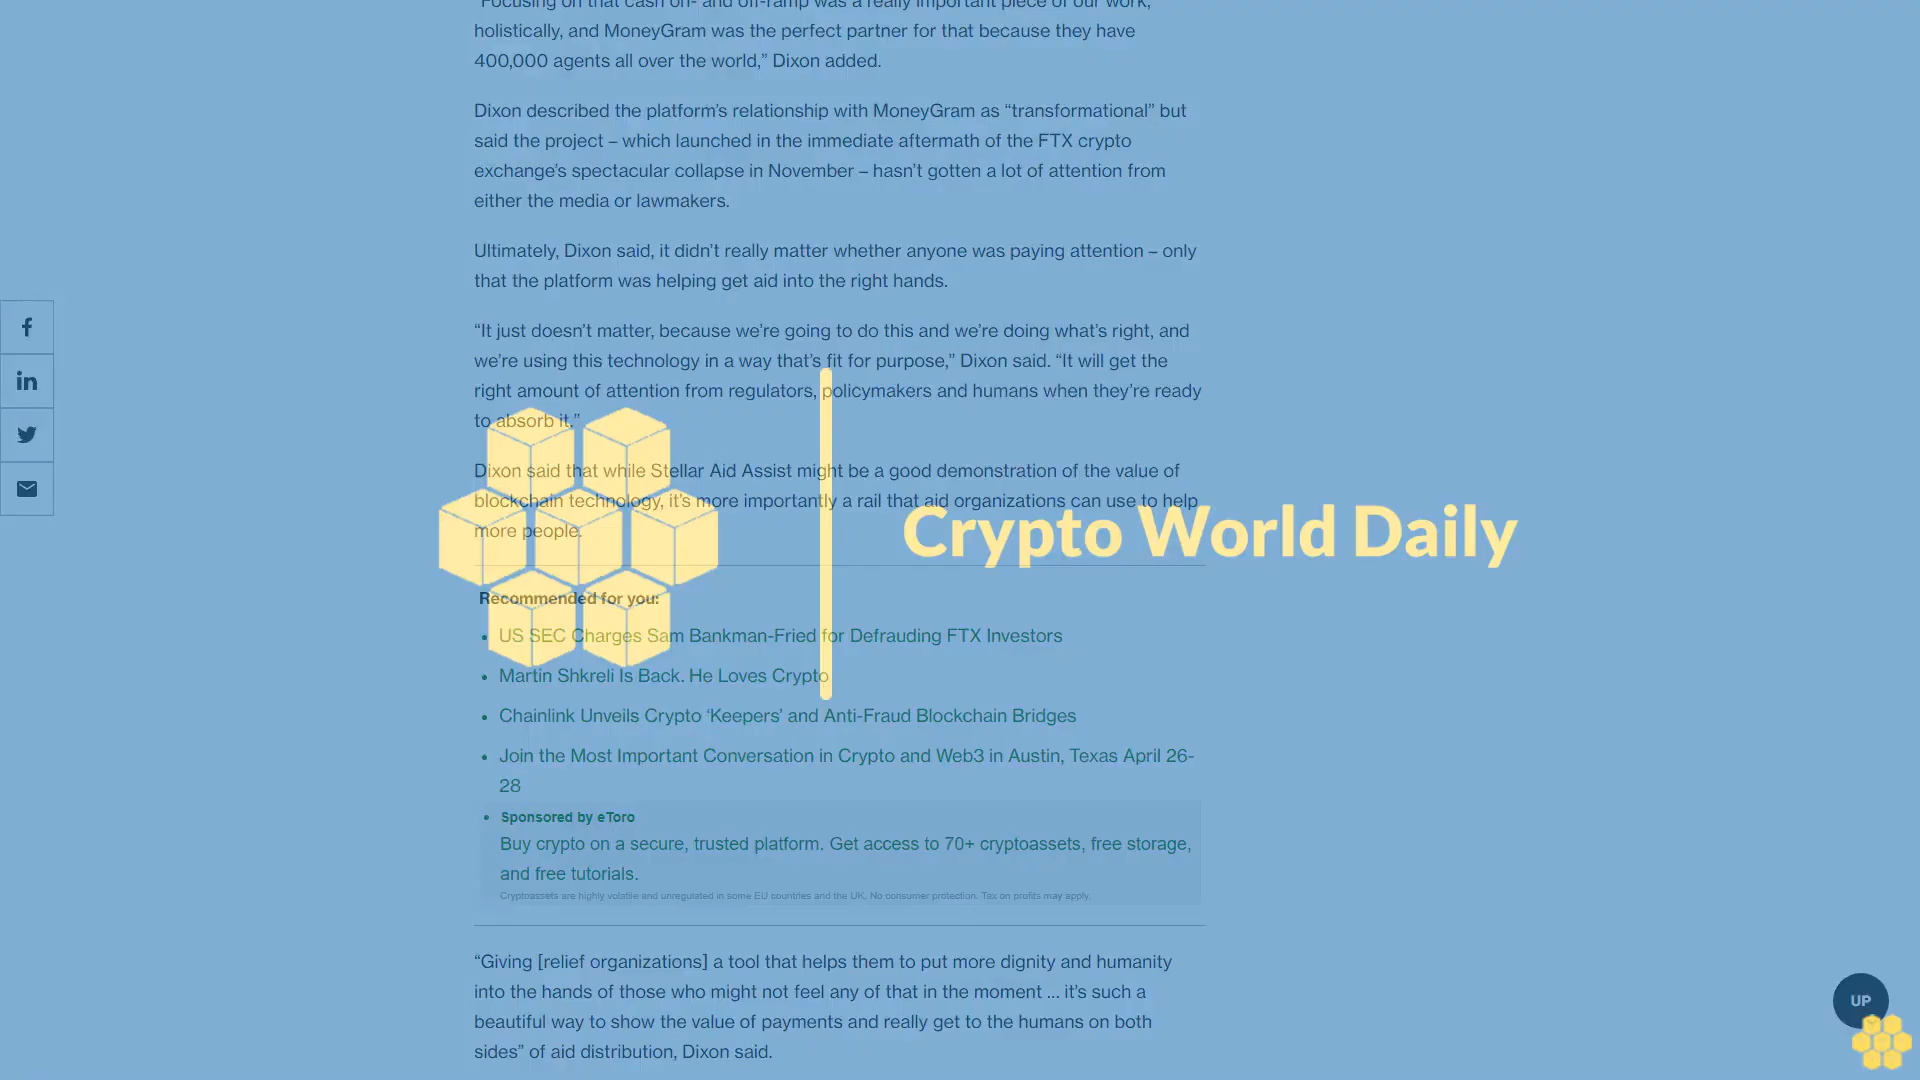 “Focusing on that cash on- and off-ramp was a really important piece of our work,
holistically, and MoneyGram was the perfect partner for that because they have
400,000 agents all over the world,” Dixon added.
Dixon described the platform’s relationship with MoneyGram as “transformational” but
said the project – which launched in the immediate aftermath of the FTX crypto
exchange’s spectacular collapse in November – hasn’t gotten a lot of attention from
either the media or lawmakers.
Ultimately, Dixon said, it didn’t really matter whether anyone was paying attention – only
that the platform was helping get aid into the right hands.
“It just doesn’t matter, because we’re going to do this and we’re doing what’s right, and
we’re using this technology in a way that’s fit for purpose,” Dixon said. “It will get the
right amount of attention from regulators, policymakers and humans when they’re ready
to absorb it.”
Dixon said that while Stellar Aid Assist might be a good demonstration of the value of
blockchain technology, it’s more importantly a rail that aid organizations can use to help
more people.
Crypto World Daily
Recommended for you:
• US SEC Charges Sam Bankman-Fried for Defrauding FTX Investors
• Martin Shkreli Is Back. He Loves Crypto
• Chainlink Unveils Crypto ‘Keepers’ and Anti-Fraud Blockchain Bridges
• Join the Most Important Conversation in Crypto and Web3 in Austin, Texas April 26-
28
• Sponsored by eToro
Buy crypto on a secure, trusted platform. Get access to 70+ cryptoassets, free storage,
and free tutorials.
Cryptoassets are highly volatile and unregulated in some EU countries and the UK. No consumer protection. Tax on profits may apply.
“Giving [relief organizations] a tool that helps them to put more dignity and humanity
into the hands of those who might not feel any of that in the moment … it’s such a
beautiful way to show the value of payments and really get to the humans on both
sides” of aid distribution, Dixon said.
UP